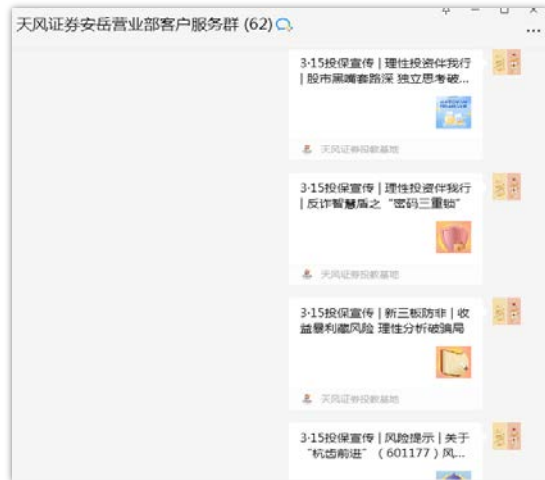 天风证券安岳营业部客户服务群 (62)
3·15投保宣传 | 理性投资伴我行
| 股市黑嘴套路深 独立思考破...
天风证券投教基地
3·15投保宣传 | 理性投资伴我行
| 反诈智慧盾之“密码三重锁”
天风证券投教基地
3·15投保宣传 | 新三板防非 | 收
益暴利藏风险 理性分析破骗局
天风证券投教基地
3·15投保宣传 | 风险提示 | 关于
“杭齿前进”（601177）风...